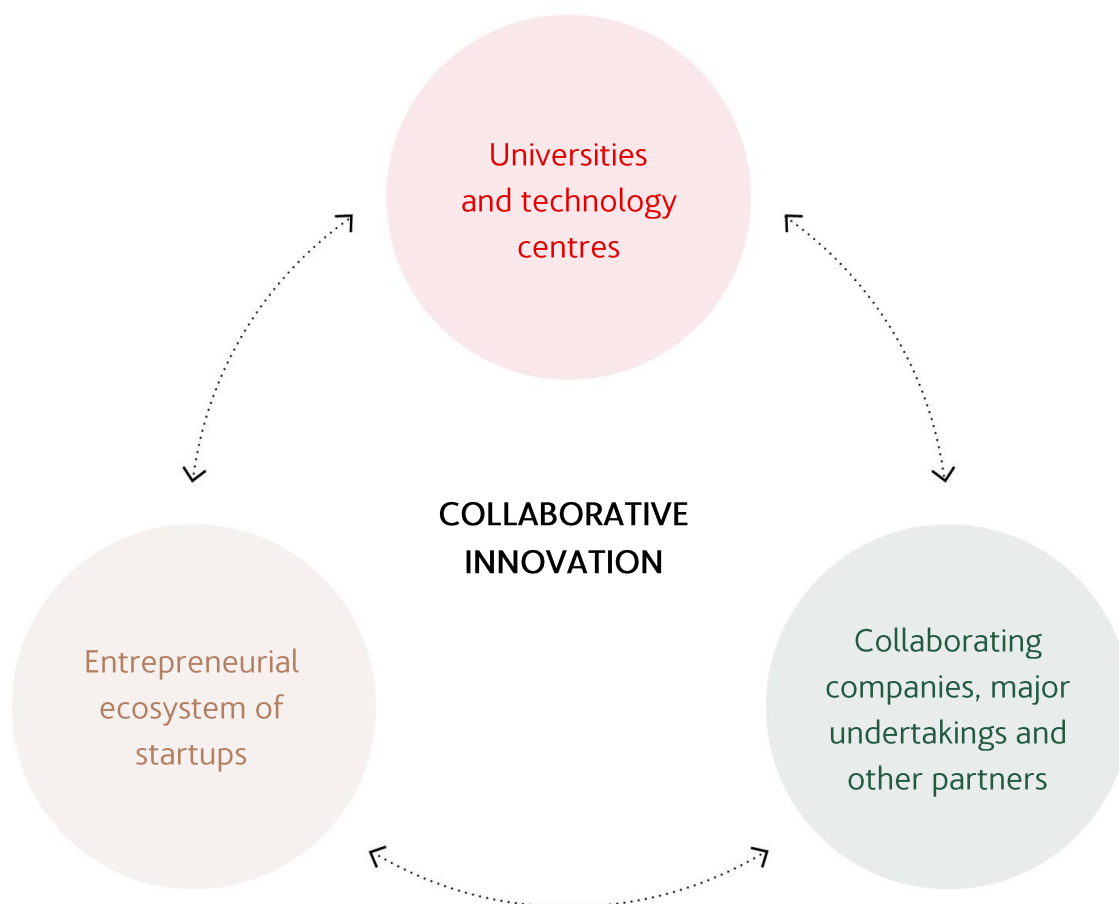 Universities
and technology
centres
COLLABORATIVE
INNOVATION
Entrepreneurial
ecosystem of
startups
Collaborating
companies, major
undertakings and
other partners